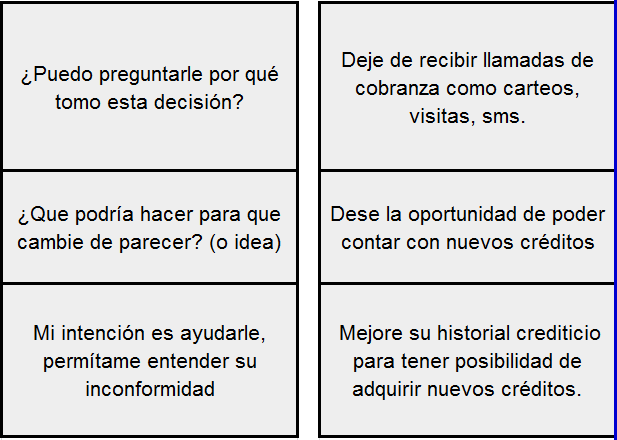 ¿Puedo preguntarle por qué
tomo esta decisión?
¿Que podría hacer para que
cambie de parecer? (o idea)
Mi intención es ayudarle,
permítame entender su
inconformidad
Deje de recibir llamadas de
cobranza como carteos,
visitas, sms.
Dese la oportunidad de poder
contar con nuevos créditos
Mejore su historial crediticio
para tener posibilidad de
adquirir nuevos créditos.